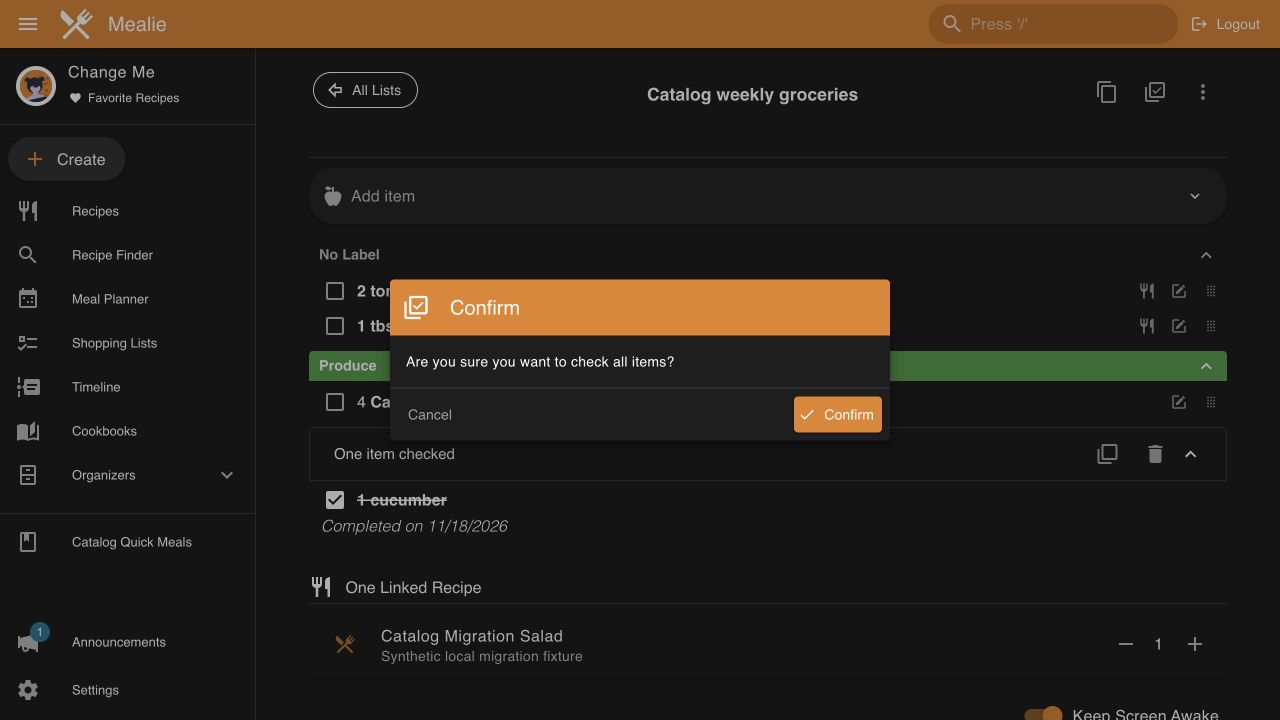 Mealie
Press '/'
Logout
Change Me
Favorite Recipes
Create
Recipes
Recipe Finder
Meal Planner
Shopping Lists
Timeline
Cookbooks
Organizers
Catalog Quick Meals
1
Announcements
Settings
All Lists
Catalog weekly groceries
Add item
No Label
2
1
Produce
4
Confirm
Are you sure you want to check all items?
Cancel
Confirm
One item checked
1 cucumber
Completed on 11/18/2026
One Linked Recipe
Catalog Migration Salad
Synthetic local migration fixture
1
Keep Screen Awake